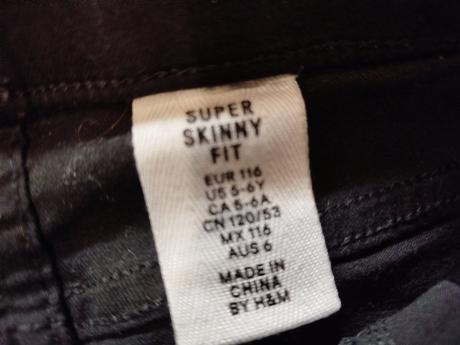 SUPER
SKINNY
FIT
EUR 116
US 5-6Y
CA 5-6A
CN 120/53
MX 116
AUS 6
MADE IN
CHINA
BY H&M